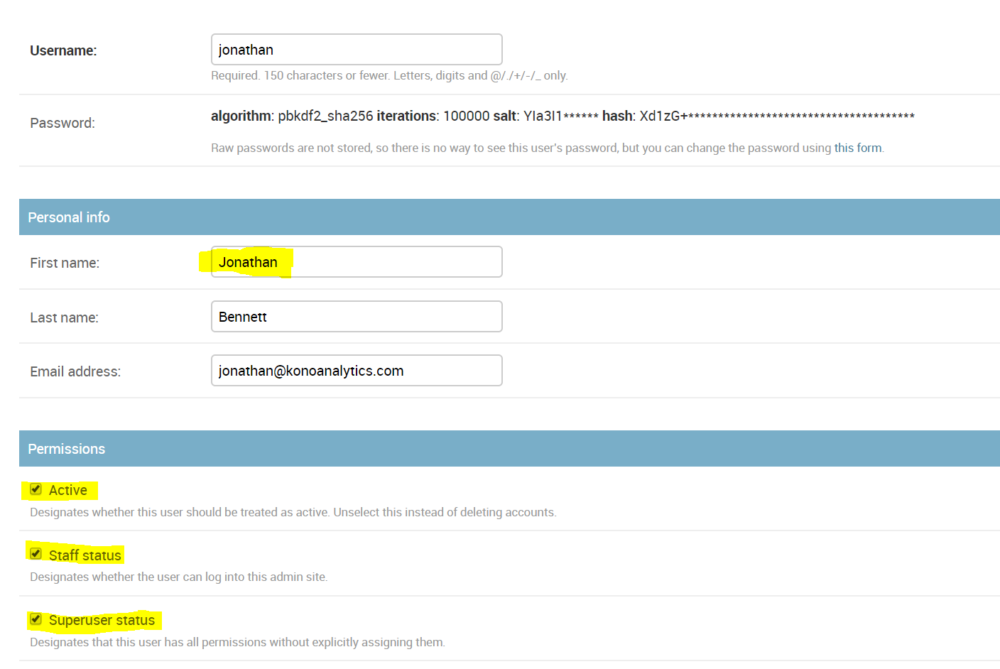 Username: jonathan
Required. 150 characters or fewer. Letters, digits and @/./+/-/_ only.
Password: algorithm: pbkdf2_sha256 iterations: 100000 salt: YIa3I1****** hash: Xd1zG+**************************************
Raw passwords are not stored, so there is no way to see this user's password, but you can change the password using this form.
Personal info
First name: Jonathan
Last name: Bennett
Email address: jonathan@konoanalytics.com
Permissions
Active
Designates whether this user should be treated as active. Unselect this instead of deleting accounts.
Staff status
Designates whether the user can log into this admin site.
Superuser status
Designates that this user has all permissions without explicitly assigning them.